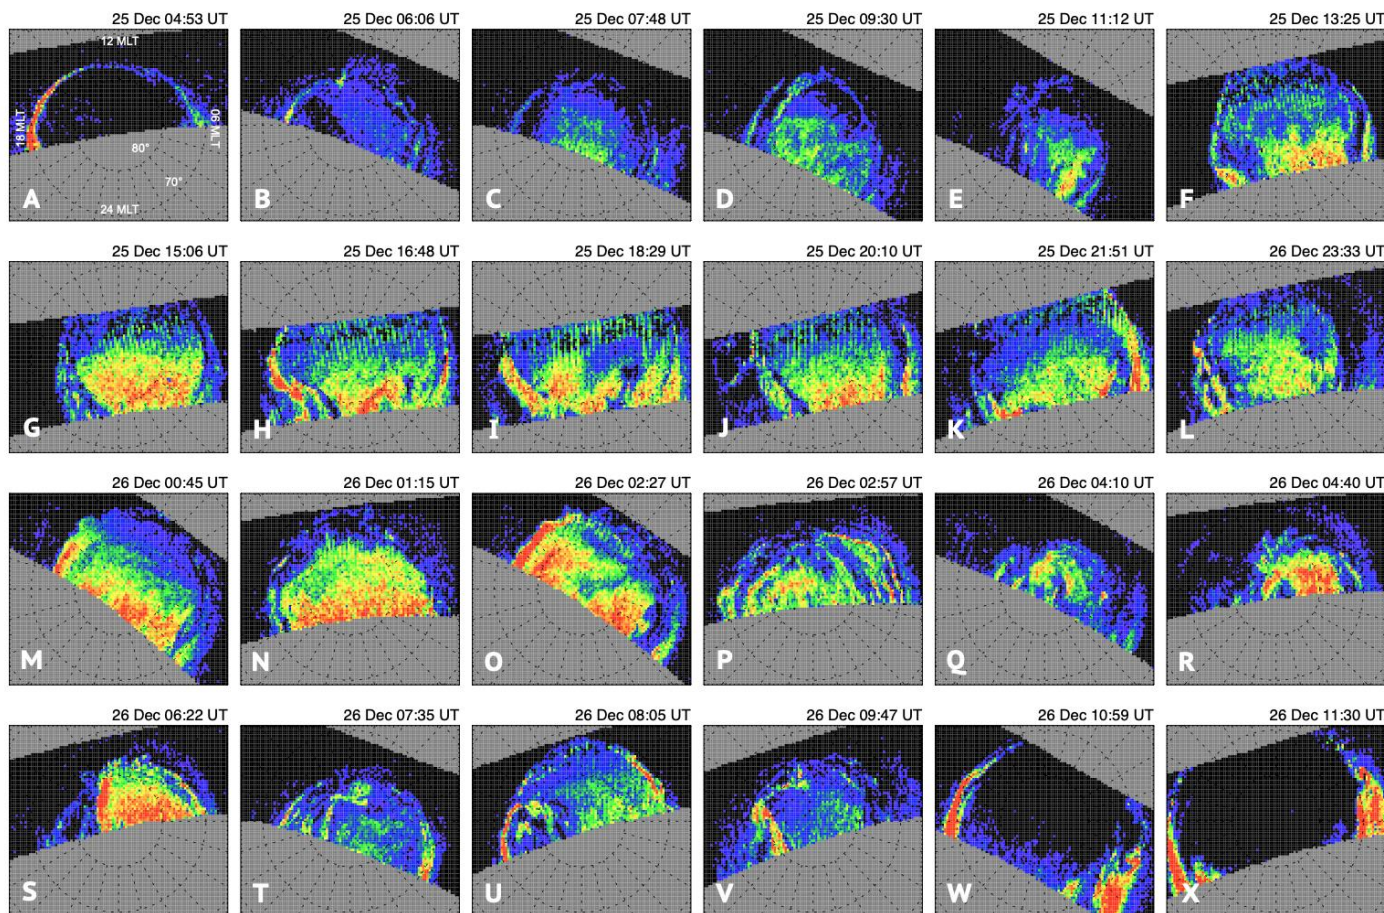 25 Dec 04:53 UT 25 Dec 06:06 UT 25 Dec 07:48 UT 25 Dec 09:30 UT 25 Dec 11:12 UT 25 Dec 13:25 UT
12 MLT
18 MLT
06 MLT
80°
70°
24 MLT
A B C D E F
25 Dec 15:06 UT 25 Dec 16:48 UT 25 Dec 18:29 UT 25 Dec 20:10 UT 25 Dec 21:51 UT 26 Dec 23:33 UT
G H I J K L
26 Dec 00:45 UT 26 Dec 01:15 UT 26 Dec 02:27 UT 26 Dec 02:57 UT 26 Dec 04:10 UT 26 Dec 04:40 UT
M N O P Q R
26 Dec 06:22 UT 26 Dec 07:35 UT 26 Dec 08:05 UT 26 Dec 09:47 UT 26 Dec 10:59 UT 26 Dec 11:30 UT
S T U V W X